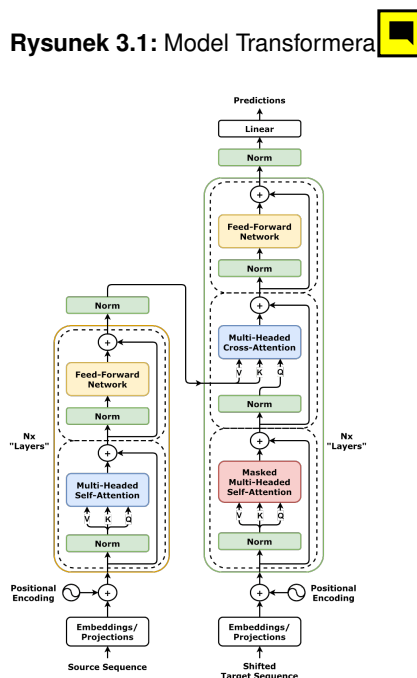 Rysunek 3.1: Model Transformera
Predictions
Linear
Norm
Feed-Forward
Network
Norm
Multi-Headed
Cross-Attention
V K Q
Norm
Masked
Multi-Headed
Self-Attention
V K Q
Norm
Nx
"Layers"
Positional
Encoding
Embeddings/
Projections
Shifted
Target Sequence
Norm
Feed-Forward
Network
Norm
Multi-Headed
Self-Attention
V K Q
Norm
Nx
"Layers"
Positional
Encoding
Embeddings/
Projections
Source Sequence